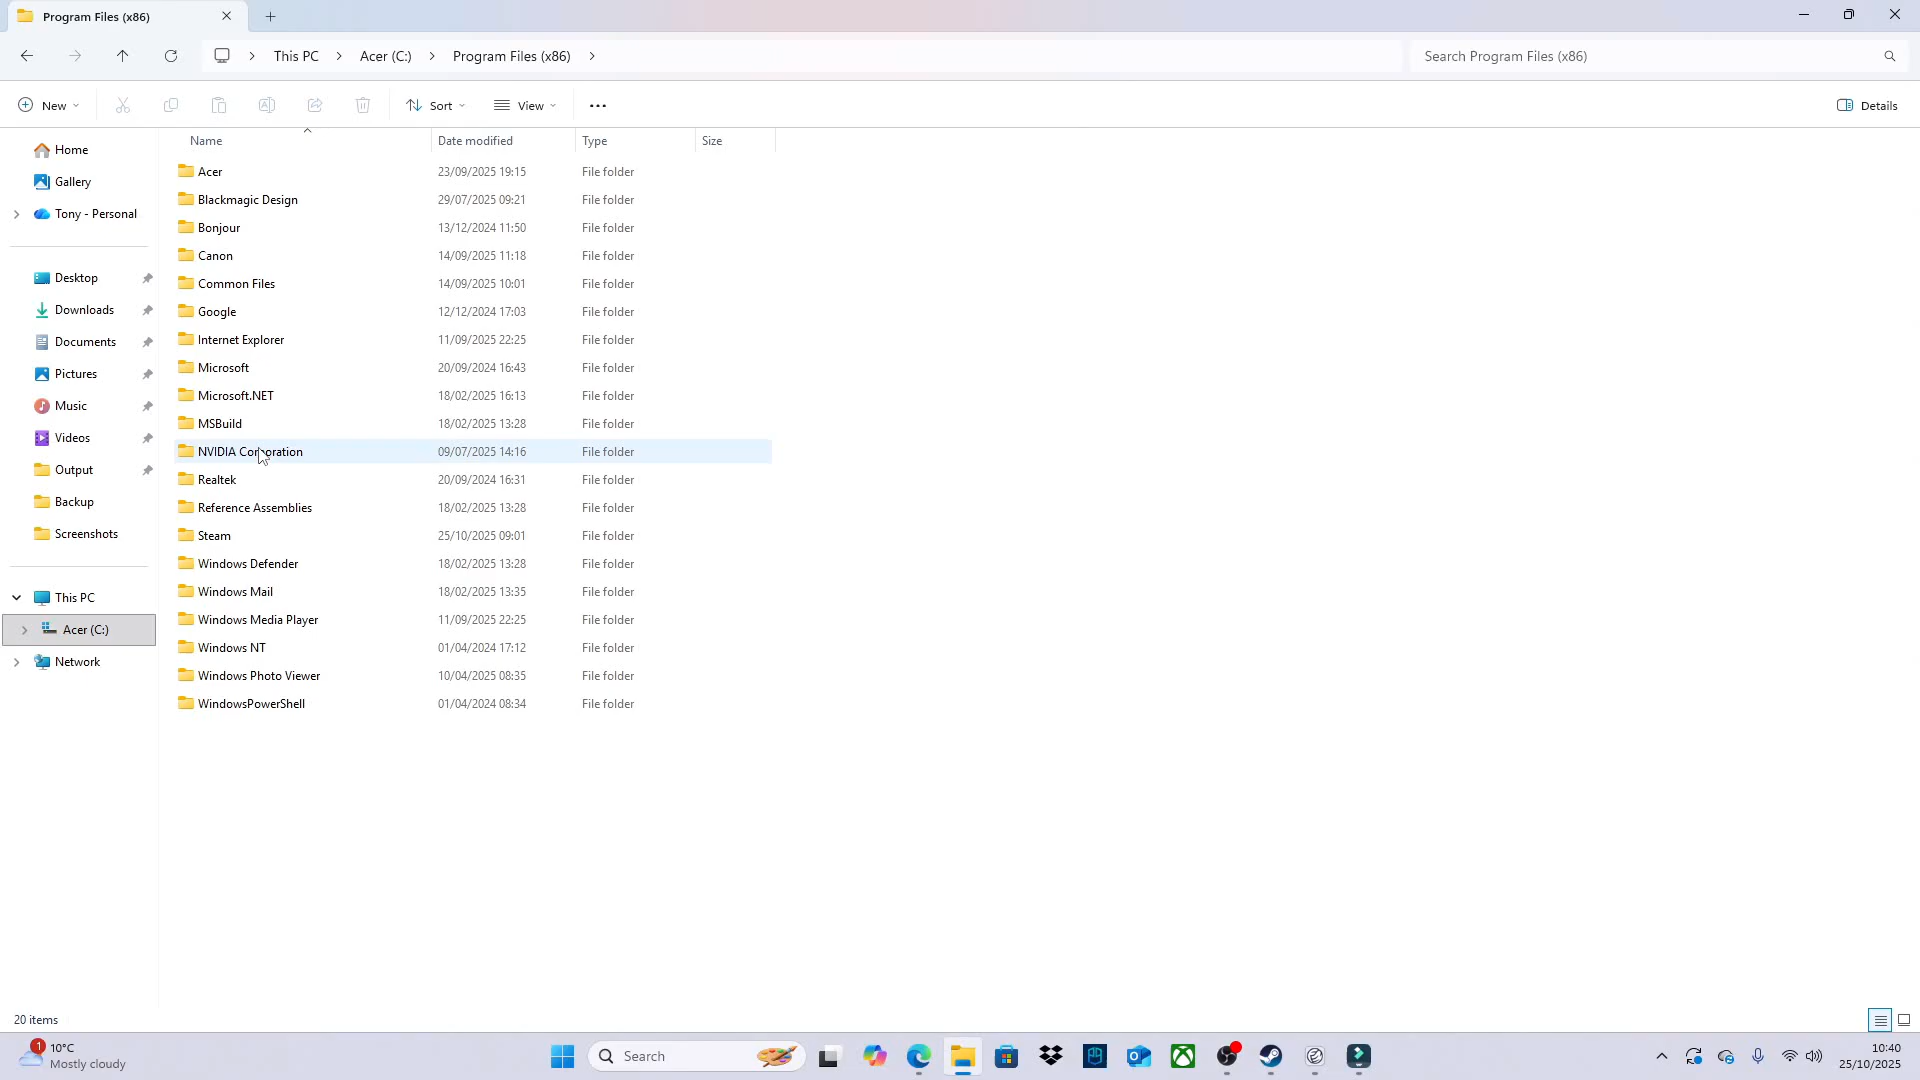 Program Files (x86)
This PC
Acer (C:)
Program Files (x86)
Search Program Files (x86)
New
Sort
View
Details
Name
Date modified
Type
Size
Home
Gallery
Tony - Personal
Desktop
Downloads
Documents
Pictures
Music
Videos
Output
Backup
Screenshots
This PC
Acer (C:)
Network
Acer 23/09/2025 19:15 File folder
Blackmagic Design 29/07/2025 09:21 File folder
Bonjour 13/12/2024 11:50 File folder
Canon 14/09/2025 11:18 File folder
Common Files 14/09/2025 10:01 File folder
Google 12/12/2024 17:03 File folder
Internet Explorer 11/09/2025 22:25 File folder
Microsoft 20/09/2024 16:43 File folder
Microsoft.NET 18/02/2025 16:13 File folder
MSBuild 18/02/2025 13:28 File folder
NVIDIA Corporation 09/07/2025 14:16 File folder
Realtek 20/09/2024 16:31 File folder
Reference Assemblies 18/02/2025 13:28 File folder
Steam 25/10/2025 09:01 File folder
Windows Defender 18/02/2025 13:28 File folder
Windows Mail 18/02/2025 13:35 File folder
Windows Media Player 11/09/2025 22:25 File folder
Windows NT 01/04/2024 17:12 File folder
Windows Photo Viewer 10/04/2025 08:35 File folder
WindowsPowerShell 01/04/2024 08:34 File folder
20 items
1
10°C
Mostly cloudy
Search
10:40
25/10/2025